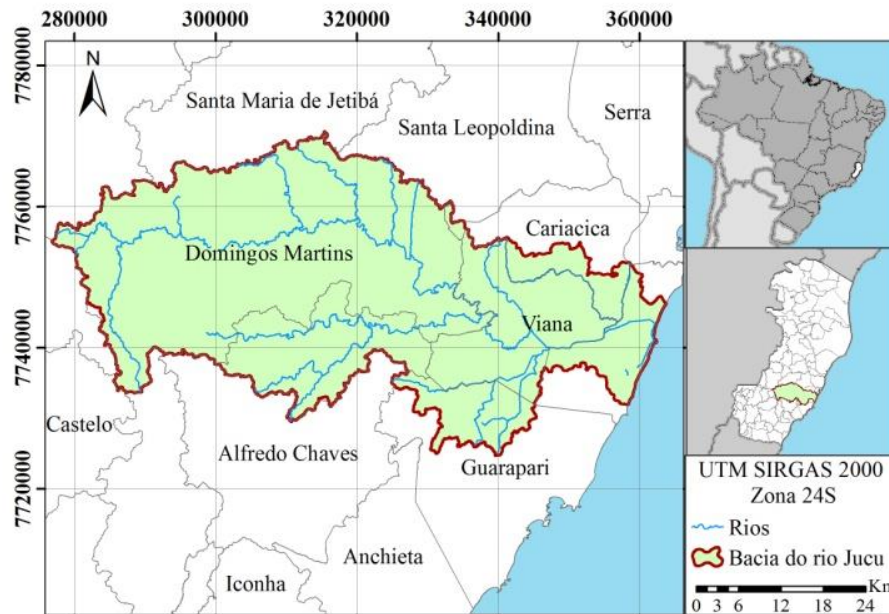 280000 300000 320000 340000 360000
7780000
7760000
7740000
7720000
N
Santa Maria de Jetibá
Santa Leopoldina
Serra
Cariacica
Domingos Martins
Viana
Castelo
Alfredo Chaves
Guarapari
Anchieta
Iconha
UTM SIRGAS 2000
Zona 24S
Rios
Bacia do rio Jucu
Km
0 3 6 12 18 24